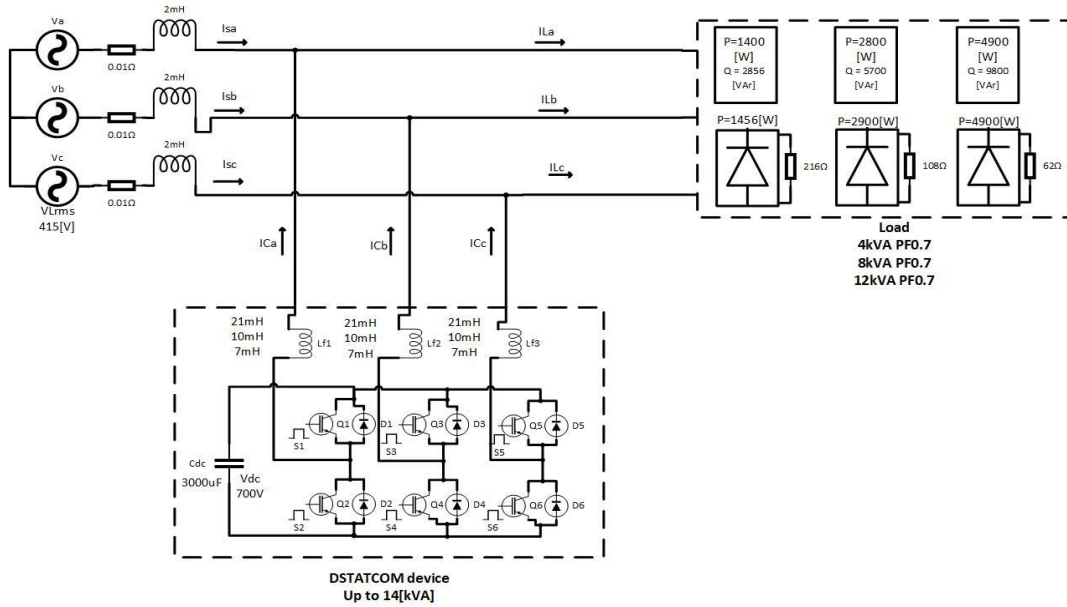 Va
2mH
Isa
ILa
0.01Ω
Vb
2mH
Isb
ILb
0.01Ω
Vc
2mH
Isc
ILc
0.01Ω
VLrms
415[V]
P=1400
[W]
Q = 2856
[VAr]
P=2800
[W]
Q = 5700
[VAr]
P=4900
[W]
Q = 9800
[VAr]
P=1456[W]
P=2900[W]
P=4900[W]
216Ω
108Ω
62Ω
Load
4kVA PF0.7
8kVA PF0.7
12kVA PF0.7
ICa
ICb
ICc
21mH
10mH
7mH
Lf1
21mH
10mH
7mH
Lf2
21mH
10mH
7mH
Lf3
Q1
D1
S1
Q3
D3
S3
Q5
D5
S5
Cdc
3000uF
Vdc
700V
Q2
D2
S2
Q4
D4
S4
Q6
D6
S6
DSTATCOM device
Up to 14[kVA]